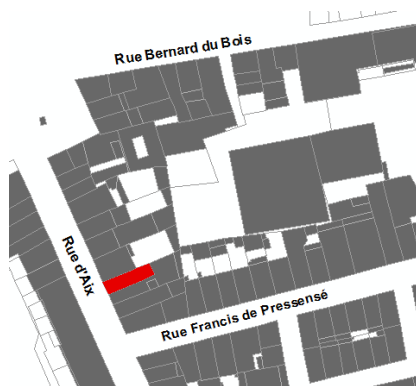 Rue Bernard du Bois
Rue d'Aix
Rue Francis de Pressensé